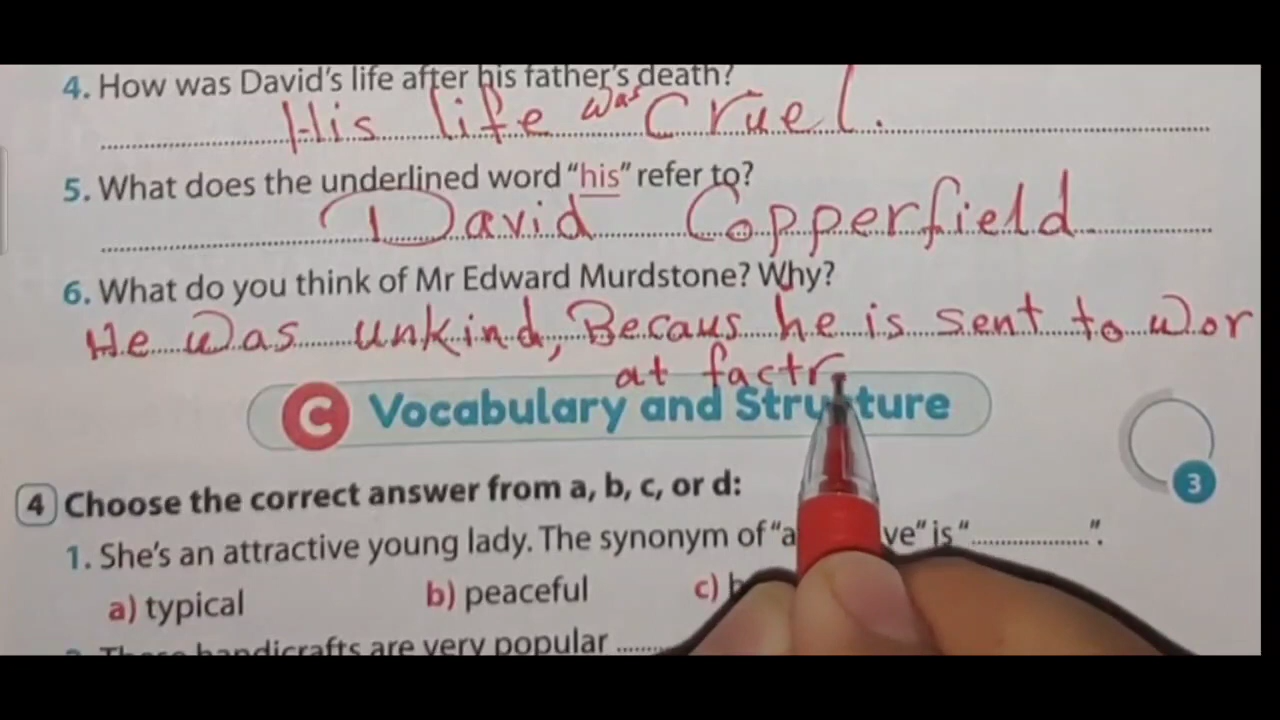 4. How was David's life after his father's death?
His life was Cruel.
5. What does the underlined word "his" refer to?
David Copperfield
6. What do you think of Mr Edward Murdstone? Why?
He was unkind, Becaus he is sent to wor
at factr
C Vocabulary and Structure
3
4 Choose the correct answer from a, b, c, or d:
1. She's an attractive young lady. The synonym of "a ve" is "..........".
a) typical b) peaceful c)
handicrafts are very popular ......